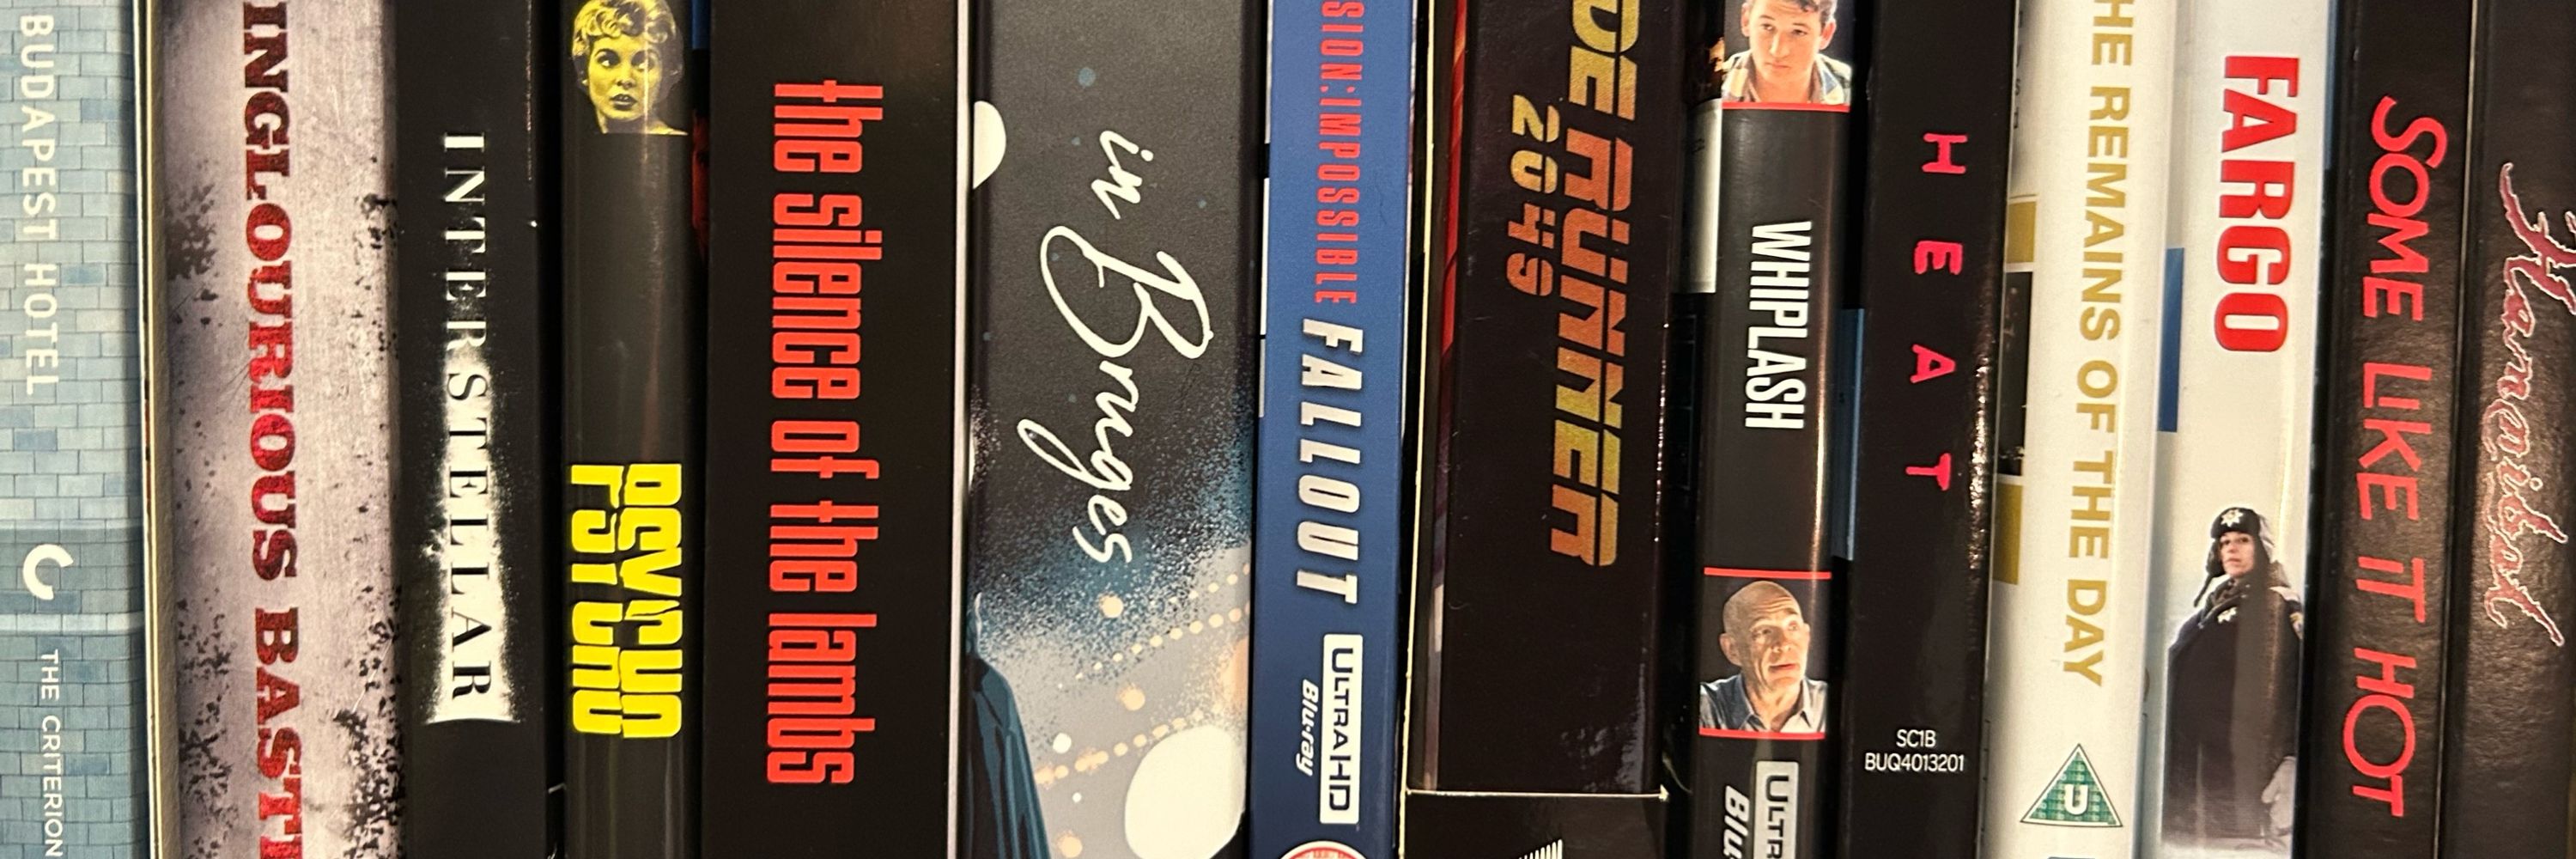 BUDAPEST HOTEL
THE CRITERION
INGLOURIOUS BAST
INTERSTELLAR
PSYCHO
the silence of the lambs
in Bruges
SION:IMPOSSIBLE FALLOUT
ULTRA HD
Blu-ray
DE RUNNER
2049
WHIPLASH
ULTR
Blu
HEAT
SC1B
BUQ4013201
HE REMAINS OF THE DAY
U
FARGO
SOME LIKE IT HOT